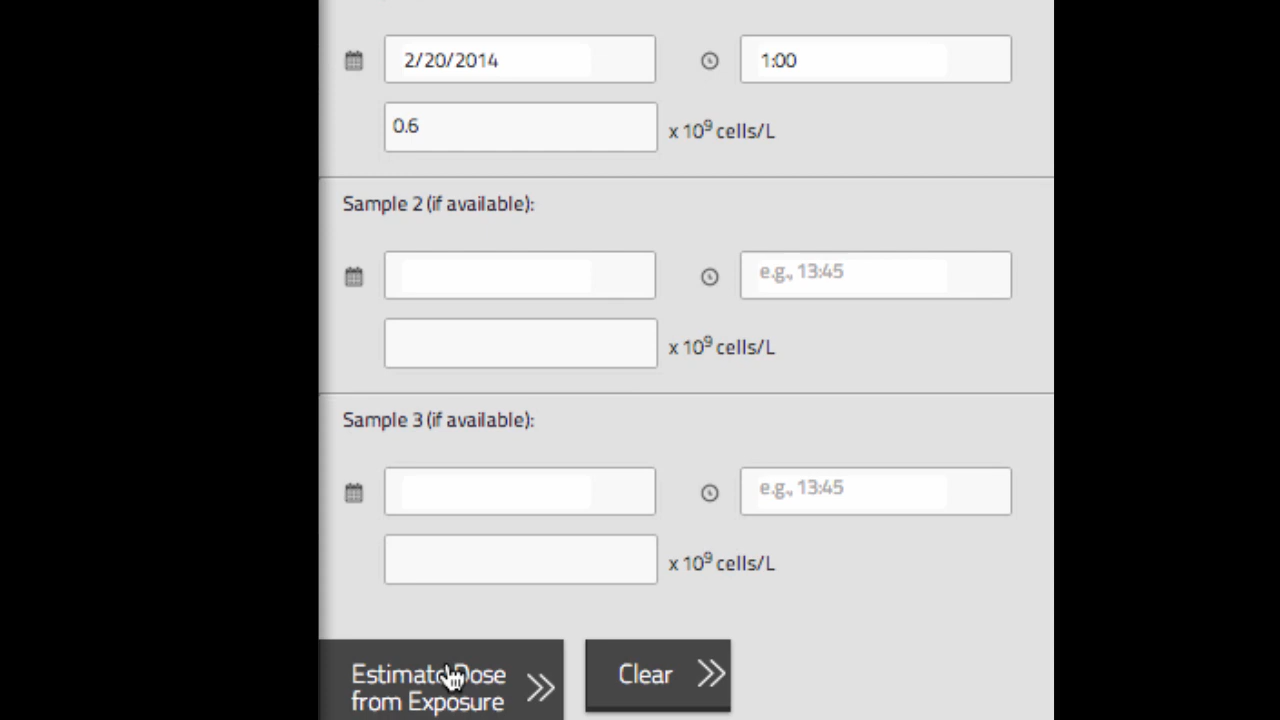 2/20/2014 1:00
0.6 x 10⁹ cells/L
Sample 2 (if available):
e.g., 13:45
x 10⁹ cells/L
Sample 3 (if available):
e.g., 13:45
x 10⁹ cells/L
Estimate Dose
from Exposure
Clear